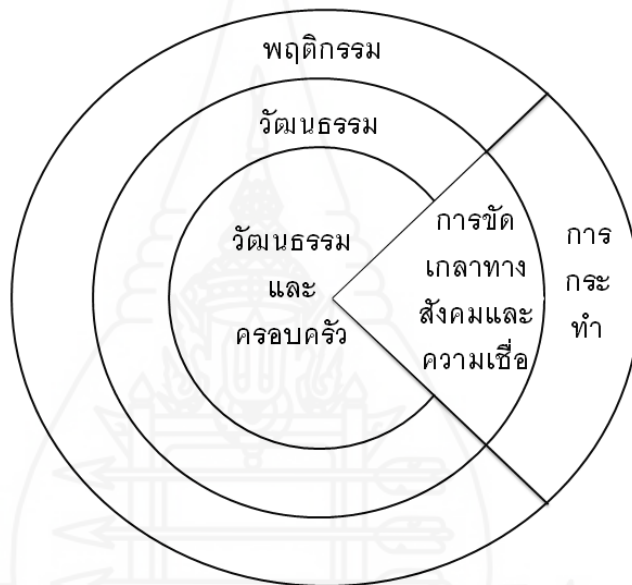 พฤติกรรม
วัฒนธรรม
วัฒนธรรม
และ
ครอบครัว
การขัด
เกลาทาง
สังคมและ
ความเชื่อ
การ
กระ
ทำ